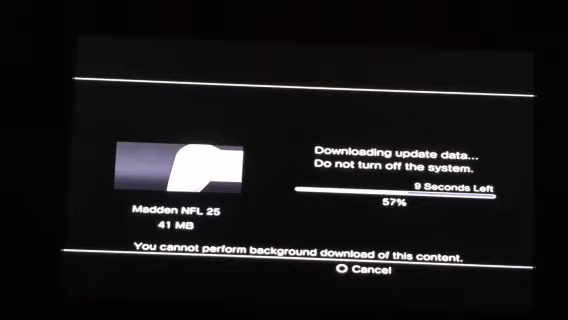 Downloading update data...
Do not turn off the system.
9 Seconds Left
57%
Madden NFL 25
41 MB
You cannot perform background download of this content.
Cancel